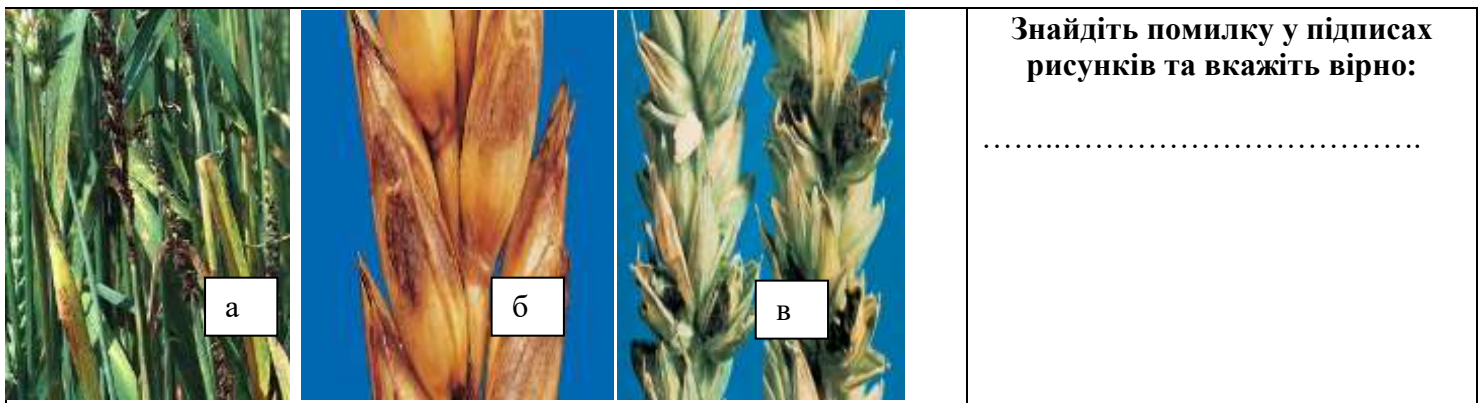 а
б
в
Знайдіть помилку у підписах
рисунків та вкажіть вірно:
……..……………………………….